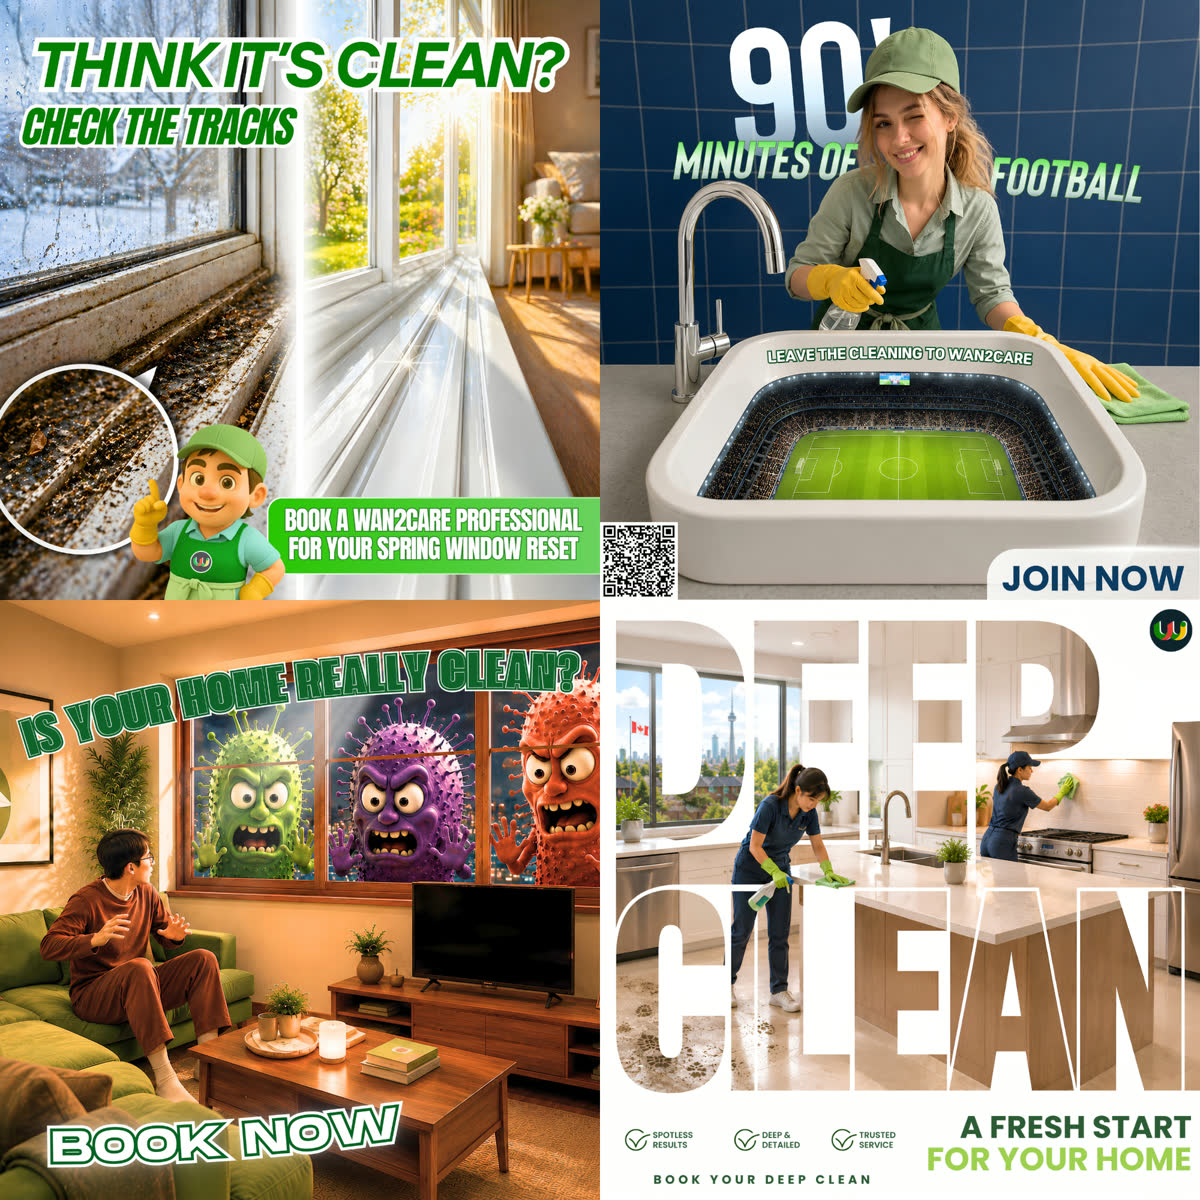 THINK IT'S CLEAN?
CHECK THE TRACKS
BOOK A WAN2CARE PROFESSIONAL
FOR YOUR SPRING WINDOW RESET
90'
MINUTES OF FOOTBALL
LEAVE THE CLEANING TO WAN2CARE
JOIN NOW
IS YOUR HOME REALLY CLEAN?
BOOK NOW
DEEP
CLEAN
SPOTLESS
RESULTS
DEEP &
DETAILED
TRUSTED
SERVICE
BOOK YOUR DEEP CLEAN
A FRESH START
FOR YOUR HOME